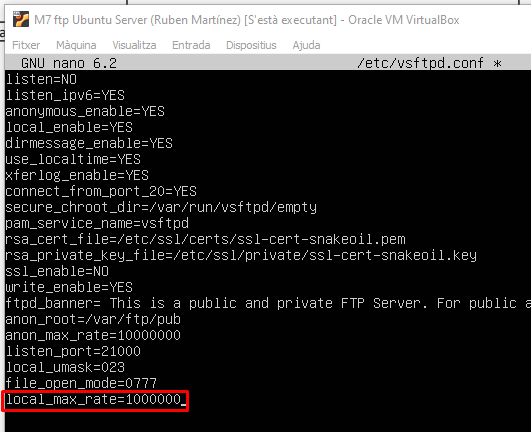 M7 ftp Ubuntu Server (Ruben Martínez) [S'està executant] - Oracle VM VirtualBox
Fitxer Màquina Visualitza Entrada Dispositius Ajuda
GNU nano 6.2 /etc/vsftpd.conf *
listen=NO
listen_ipv6=YES
anonymous_enable=YES
local_enable=YES
dirmessage_enable=YES
use_localtime=YES
xferlog_enable=YES
connect_from_port_20=YES
secure_chroot_dir=/var/run/vsftpd/empty
pam_service_name=vsftpd
rsa_cert_file=/etc/ssl/certs/ssl-cert-snakeoil.pem
rsa_private_key_file=/etc/ssl/private/ssl-cert-snakeoil.key
ssl_enable=NO
write_enable=YES
ftpd_banner= This is a public and private FTP Server. For public a
anon_root=/var/ftp/pub
anon_max_rate=10000000
listen_port=21000
local_umask=023
file_open_mode=0777
local_max_rate=1000000_